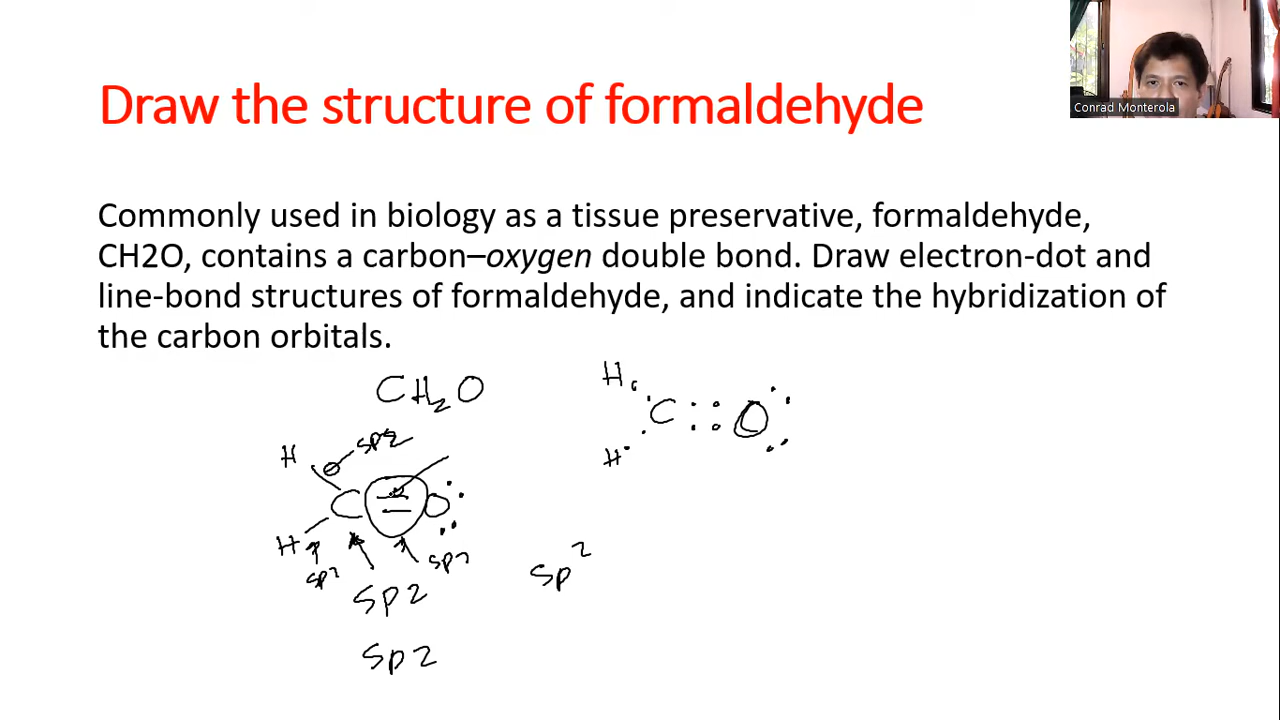 Conrad Monterola
Draw the structure of formaldehyde
Commonly used in biology as a tissue preservative, formaldehyde,
CH2O, contains a carbon–oxygen double bond. Draw electron-dot and
line-bond structures of formaldehyde, and indicate the hybridization of
the carbon orbitals.
CH₂O
H
C :: O
H
H sp2
C = O
H
sp2 sp2
sp2
sp²
sp2